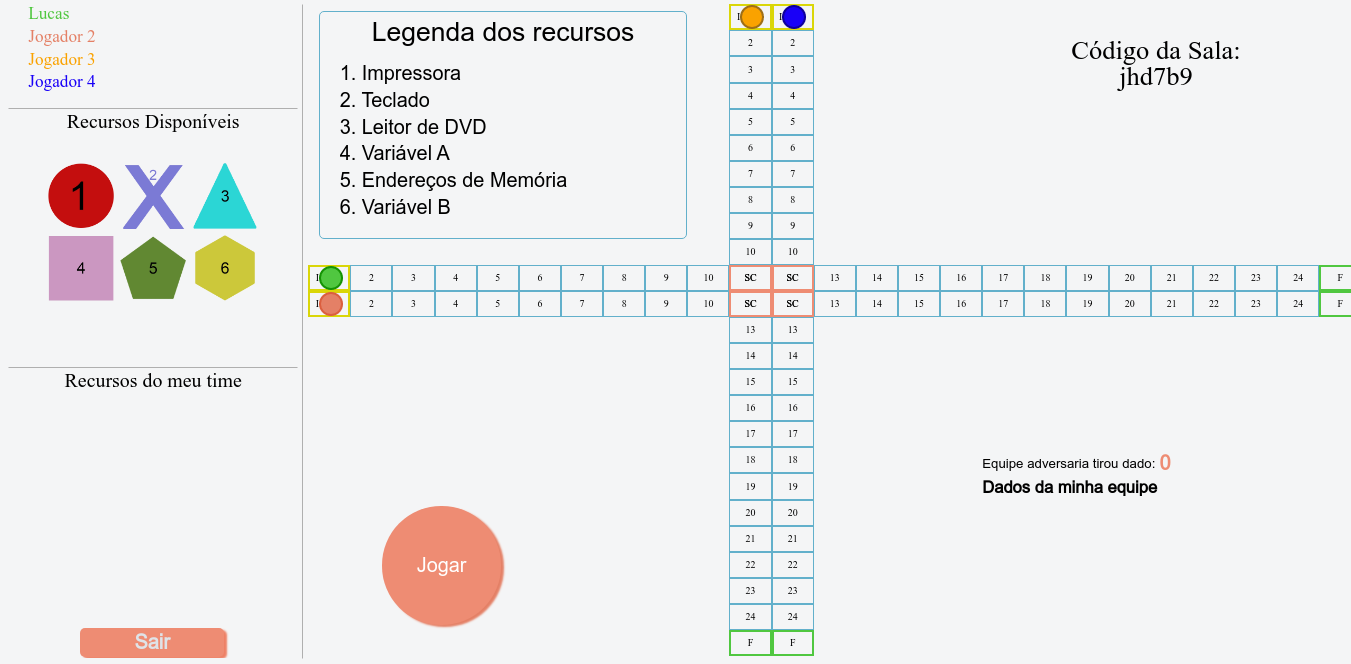 Lucas
Jogador 2
Jogador 3
Jogador 4
Recursos Disponíveis
1
2
3
4
5
6
Recursos do meu time
Sair
Legenda dos recursos
1. Impressora
2. Teclado
3. Leitor de DVD
4. Variável A
5. Endereços de Memória
6. Variável B
Código da Sala:
jhd7b9
2 2
3 3
4 4
5 5
6 6
7 7
8 8
9 9
10 10
2 3 4 5 6 7 8 9 10 SC SC 13 14 15 16 17 18 19 20 21 22 23 24 F
2 3 4 5 6 7 8 9 10 SC SC 13 14 15 16 17 18 19 20 21 22 23 24 F
13 13
14 14
15 15
16 16
17 17
18 18
19 19
20 20
21 21
22 22
23 23
24 24
F F
Equipe adversaria tirou dado: 0
Dados da minha equipe
Jogar